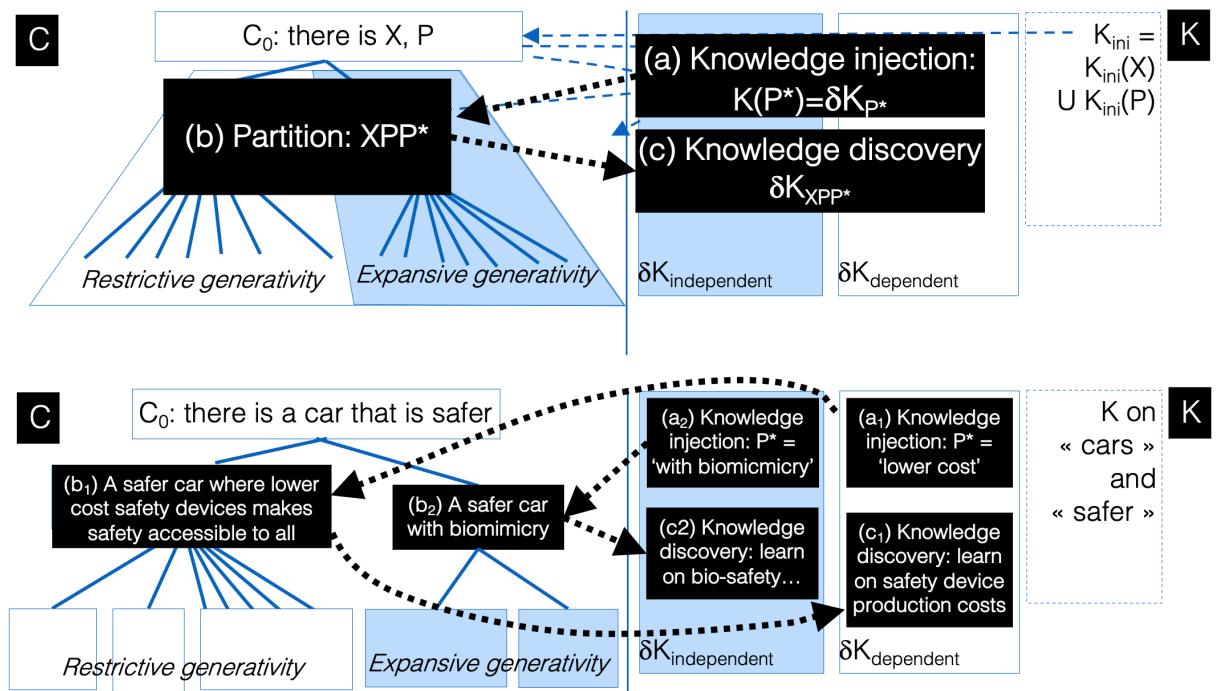 C
C0: there is X, P
(b) Partition: XPP*
Restrictive generativity
Expansive generativity
(a) Knowledge injection:
K(P*)=δKP*
(c) Knowledge discovery
δKXPP*
δKindependent
δKdependent
Kini =
Kini(X)
U Kini(P)
K
C
C0: there is a car that is safer
(b1) A safer car where lower
cost safety devices makes
safety accessible to all
(b2) A safer car
with biomimicry
Restrictive generativity
Expansive generativity
(a2) Knowledge
injection: P* =
‘with biomicmicry’
(c2) Knowledge
discovery: learn
on bio-safety…
δKindependent
(a1) Knowledge
injection: P* =
‘lower cost’
(c1) Knowledge
discovery: learn
on safety device
production costs
δKdependent
K on
« cars »
and
« safer »
K